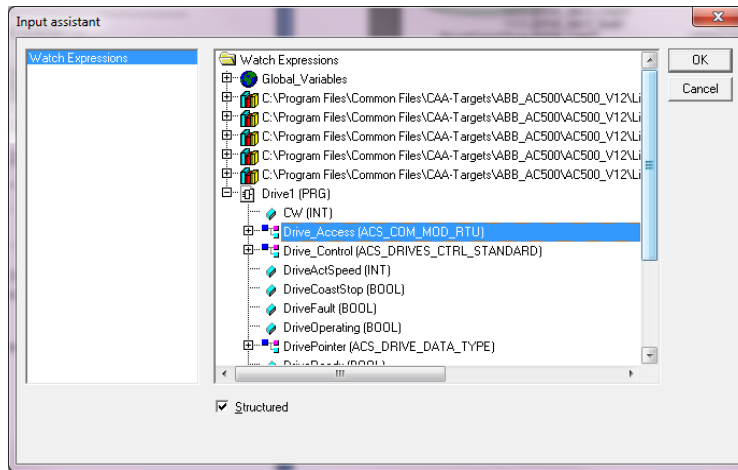 Input assistant
Watch Expressions
Watch Expressions
Global_Variables
C:\Program Files\Common Files\CAA-Targets\ABB_AC500\AC500_V12\Li
C:\Program Files\Common Files\CAA-Targets\ABB_AC500\AC500_V12\Li
C:\Program Files\Common Files\CAA-Targets\ABB_AC500\AC500_V12\Li
C:\Program Files\Common Files\CAA-Targets\ABB_AC500\AC500_V12\Li
C:\Program Files\Common Files\CAA-Targets\ABB_AC500\AC500_V12\Li
Drive1 (PRG)
CW (INT)
Drive_Access (ACS_COM_MOD_RTU)
Drive_Control (ACS_DRIVES_CTRL_STANDARD)
DriveActSpeed (INT)
DriveCoastStop (BOOL)
DriveFault (BOOL)
DriveOperating (BOOL)
DrivePointer (ACS_DRIVE_DATA_TYPE)
DriveReady (BOOL)
Structured
OK
Cancel